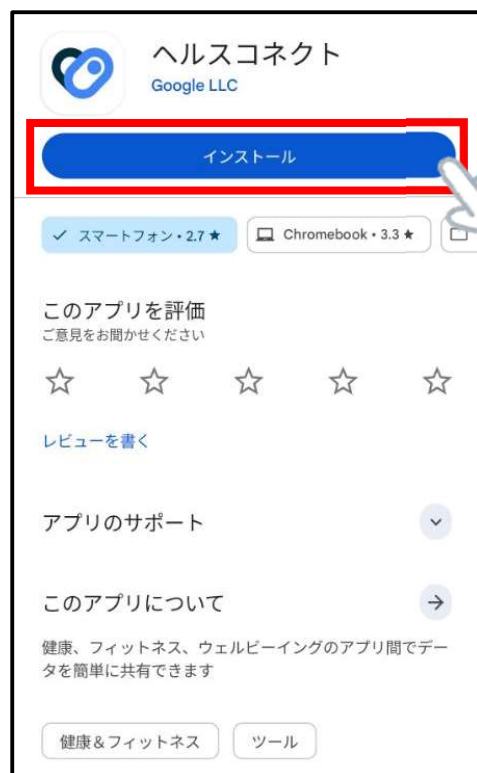 ヘルスコネクト
Google LLC
インストール
スマートフォン・2.7★
Chromebook・3.3★
このアプリを評価
ご意見をお聞かせください
レビューを書く
アプリのサポート
このアプリについて
健康、フィットネス、ウェルビーイングのアプリ間でデー
タを簡単に共有できます
健康&フィットネス
ツール